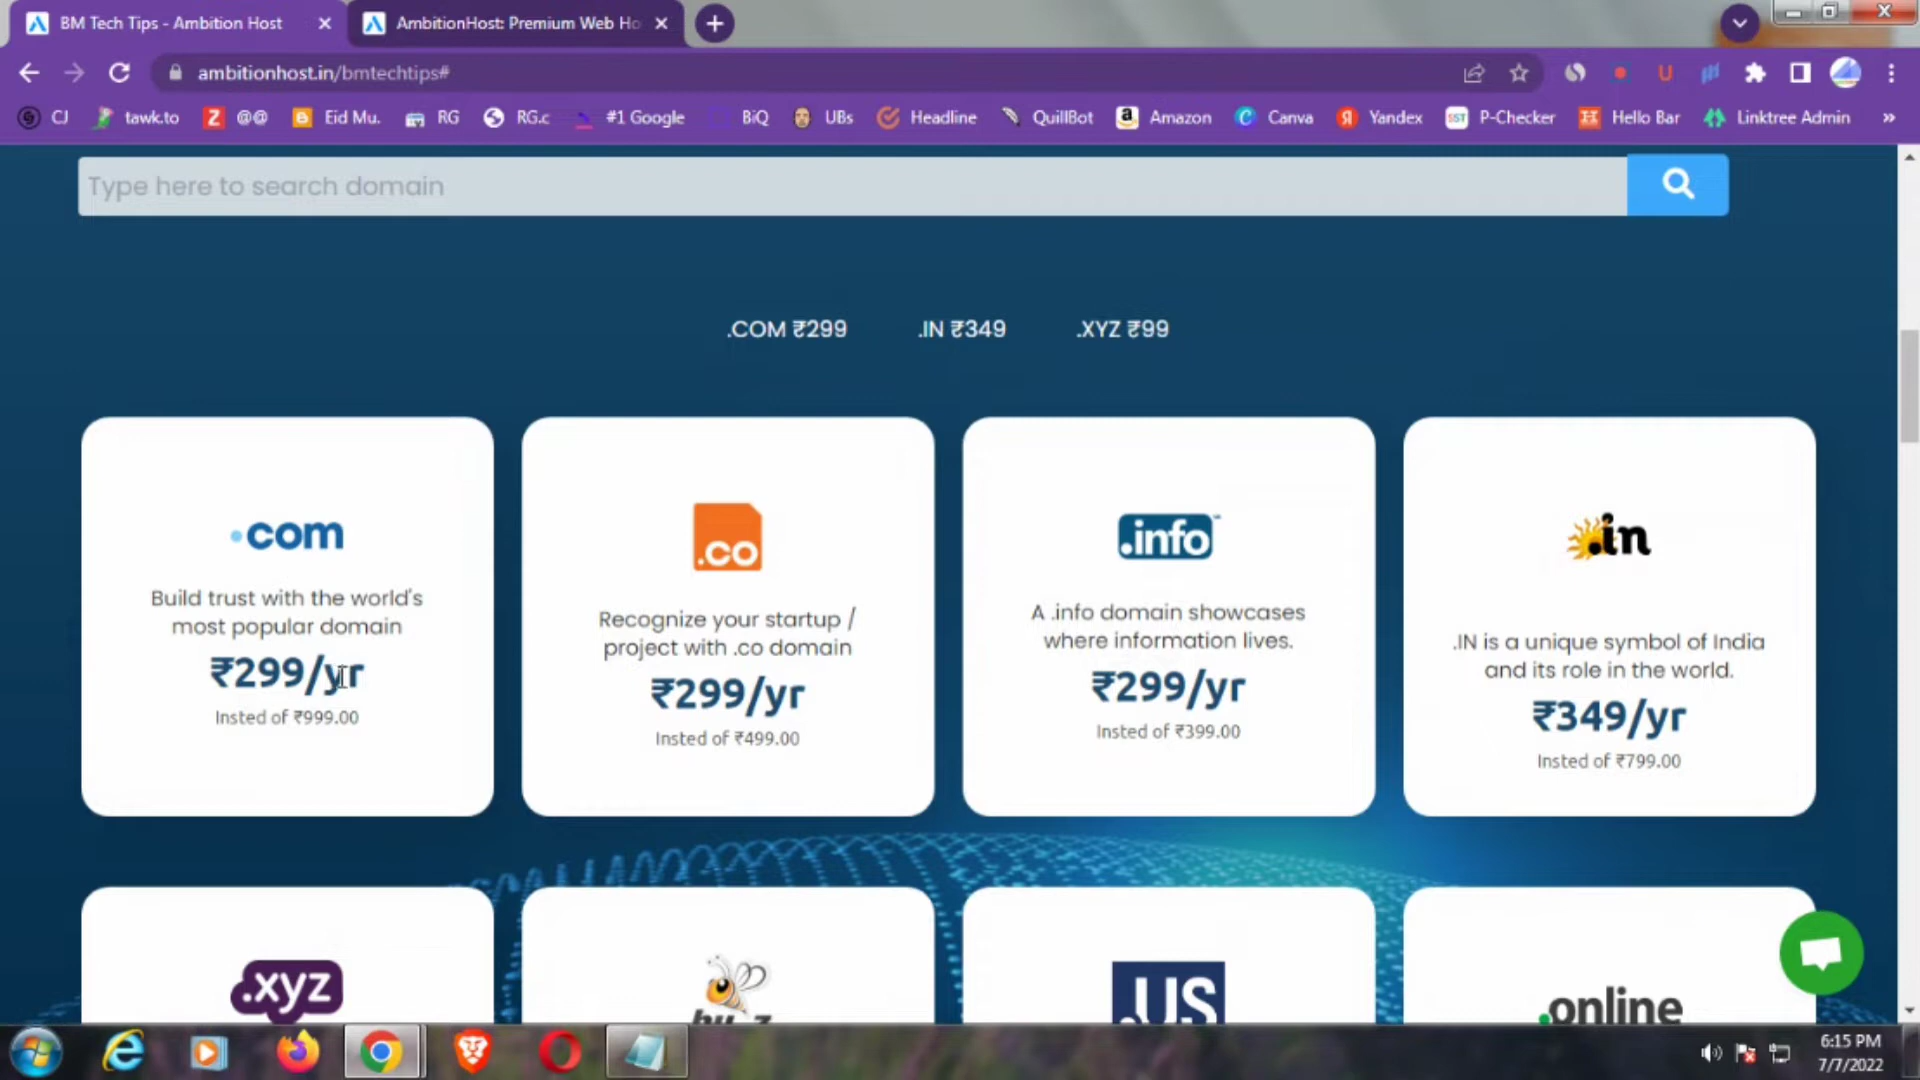 BM Tech Tips - Ambition Host
AmbitionHost: Premium Web Ho
ambitionhost.in/bmtechtips#
CJ tawk.to @@ Eid Mu. RG RG.c #1 Google BiQ UBs Headline QuillBot Amazon Canva Yandex P-Checker Hello Bar Linktree Admin »
Type here to search domain
.COM ₹299 .IN ₹349 .XYZ ₹99
.com
Build trust with the world's
most popular domain
₹299/yr
Insted of ₹999.00
.co
Recognize your startup /
project with .co domain
₹299/yr
Insted of ₹499.00
.info
A .info domain showcases
where information lives.
₹299/yr
Insted of ₹399.00
.in
.IN is a unique symbol of India
and its role in the world.
₹349/yr
Insted of ₹799.00
.xyz
.US
.online
6:15 PM
7/7/2022